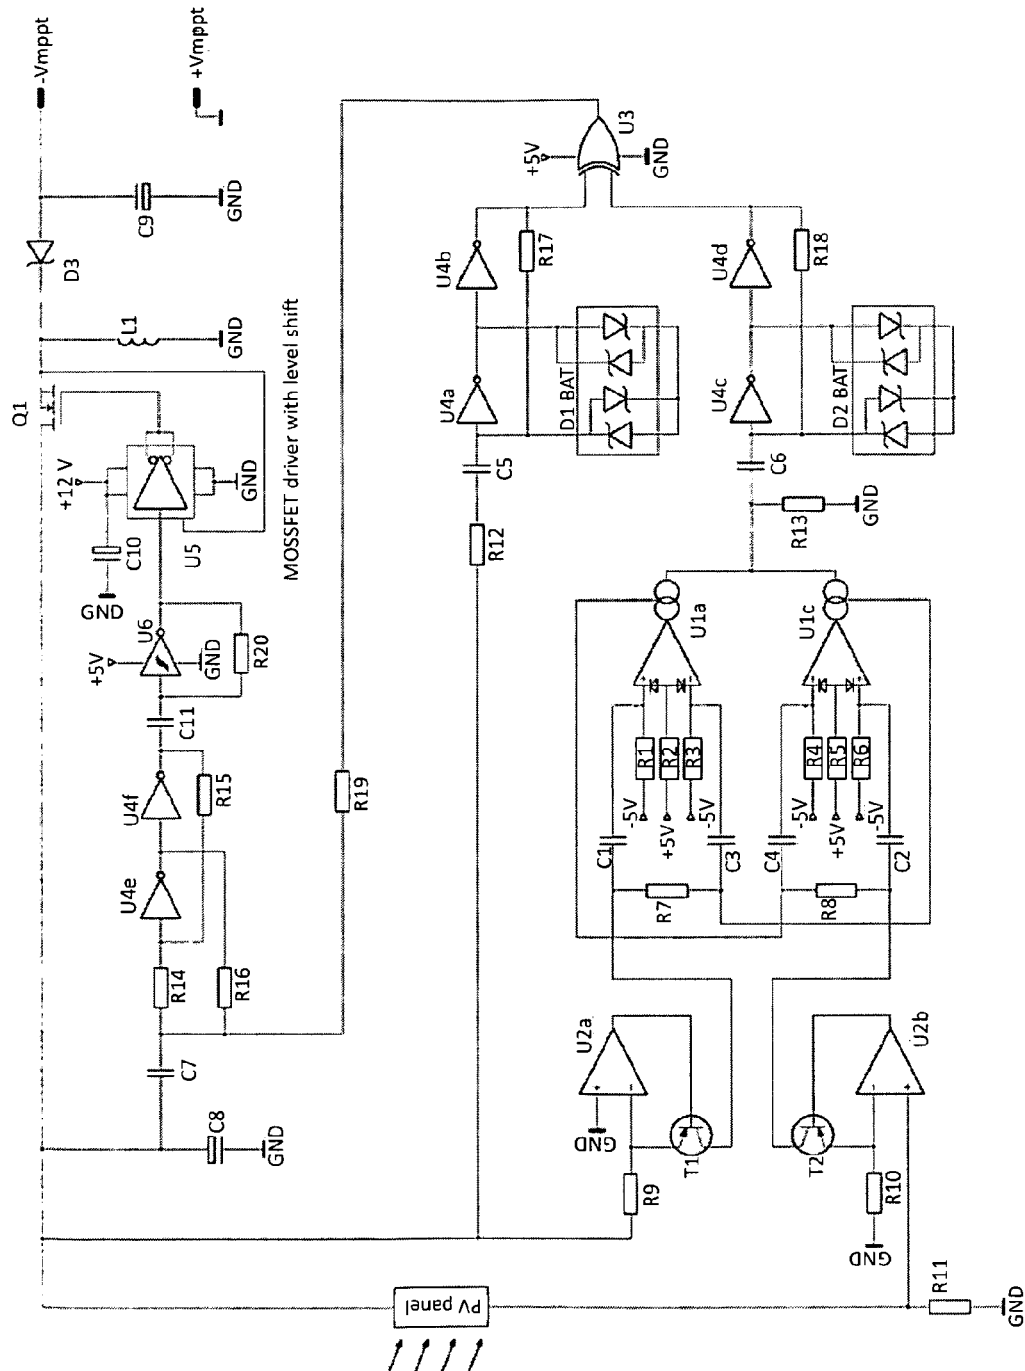 -Vmppt
+Vmppt
Q1
D3
C9
GND
L1
GND
+12 V
C10
GND
U5
GND
MOSSFET driver with level shift
+5V
U6
GND
R20
C11
U4f
R15
U4e
R14
R16
C7
C8
GND
R19
+5V
U3
GND
U4b
R17
U4a
D1 BAT
C5
R12
U4d
R18
U4c
D2 BAT
C6
R13
GND
U1a
R1
R2
R3
-5V
+5V
-5V
C1
C3
R7
U1c
R4
R5
R6
-5V
+5V
-5V
C4
C2
R8
U2a
GND
T1
R9
U2b
T2
R10
GND
PV panel
R11
GND